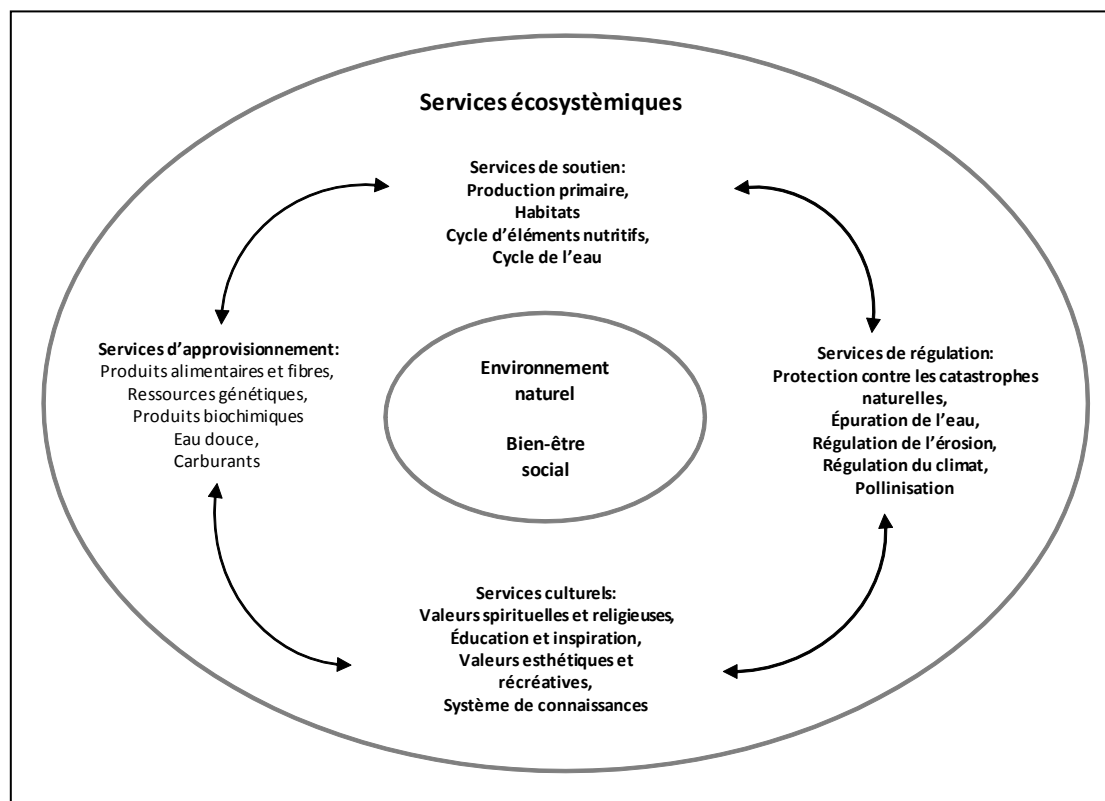 Services écosystèmiques
Services de soutien:
Production primaire,
Habitats
Cycle d’éléments nutritifs,
Cycle de l’eau
Services d’approvisionnement:
Produits alimentaires et fibres,
Ressources génétiques,
Produits biochimiques
Eau douce,
Carburants
Environnement
naturel
Bien-être
social
Services de régulation:
Protection contre les catastrophes
naturelles,
Épuration de l’eau,
Régulation de l’érosion,
Régulation du climat,
Pollinisation
Services culturels:
Valeurs spirituelles et religieuses,
Éducation et inspiration,
Valeurs esthétiques et
récréatives,
Système de connaissances